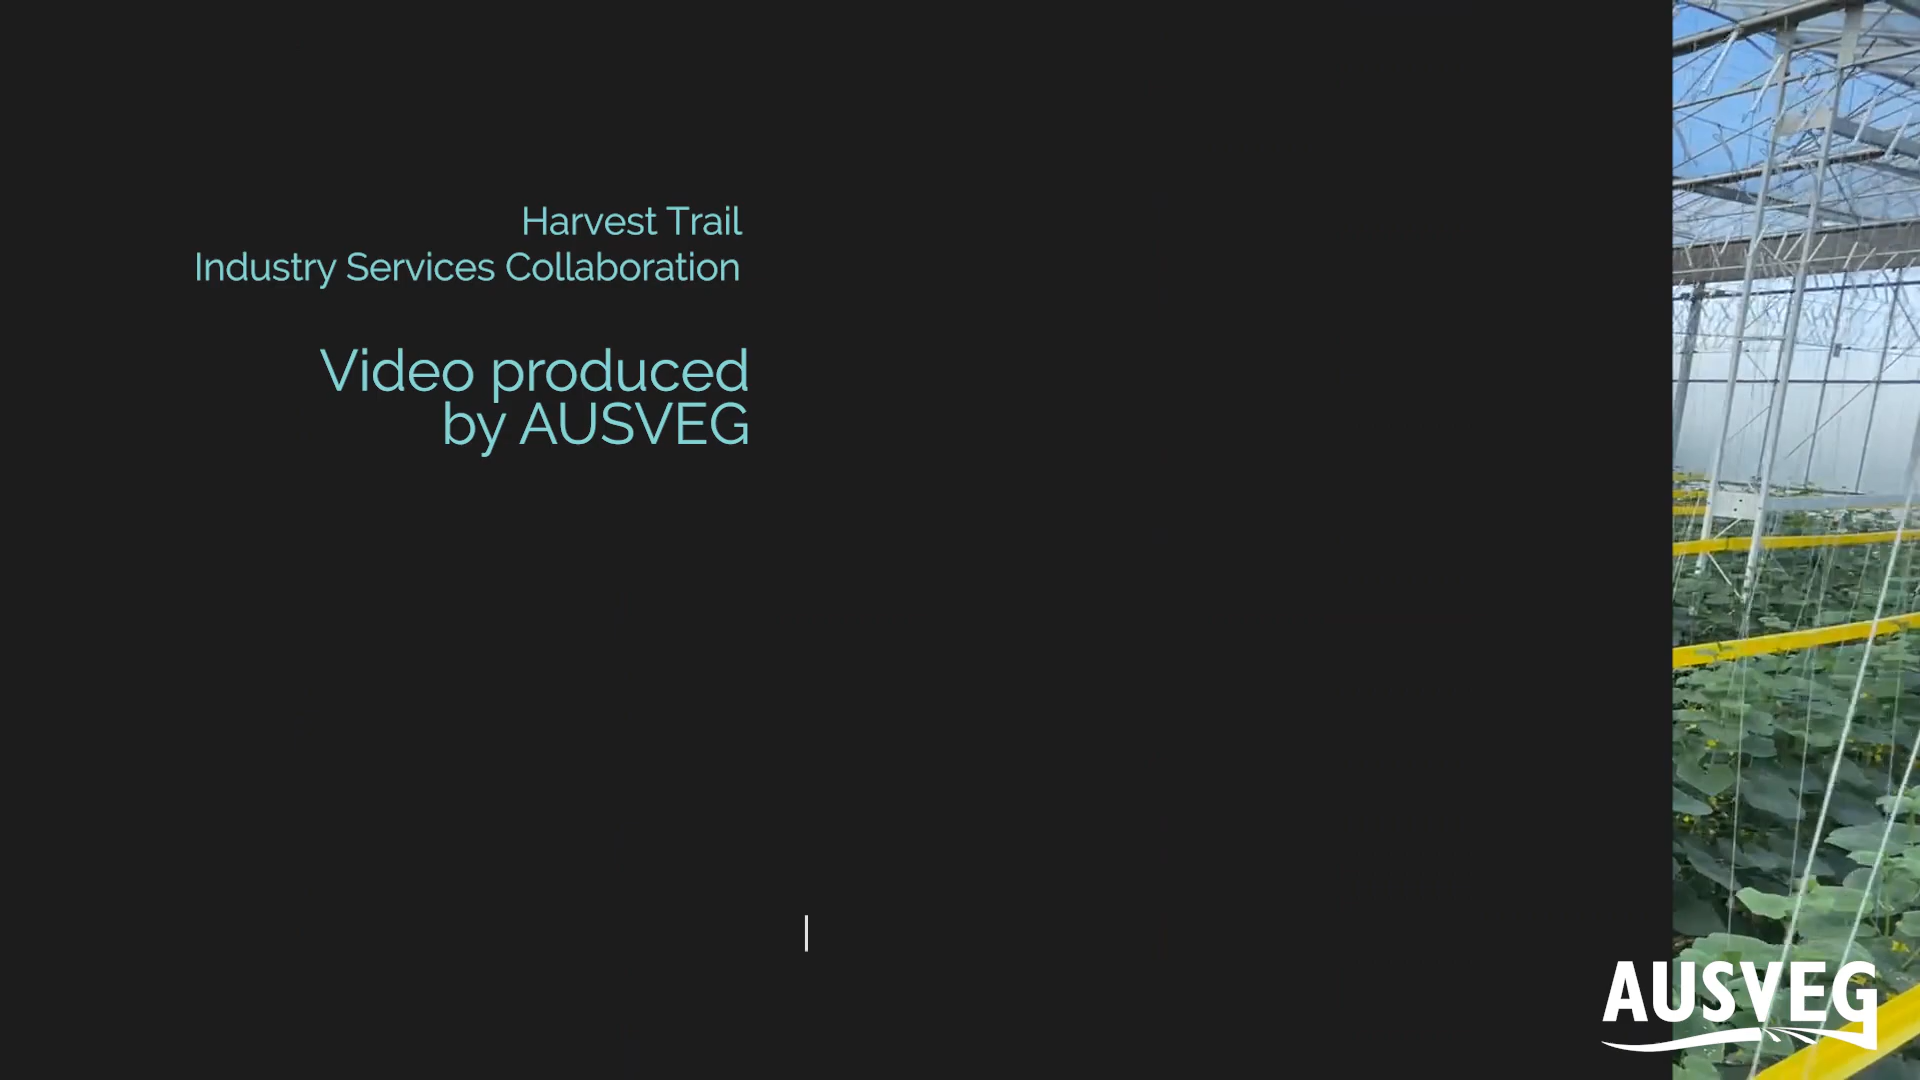 Harvest Trail
Industry Services Collaboration
Video produced
by AUSVEG
AUSVEG